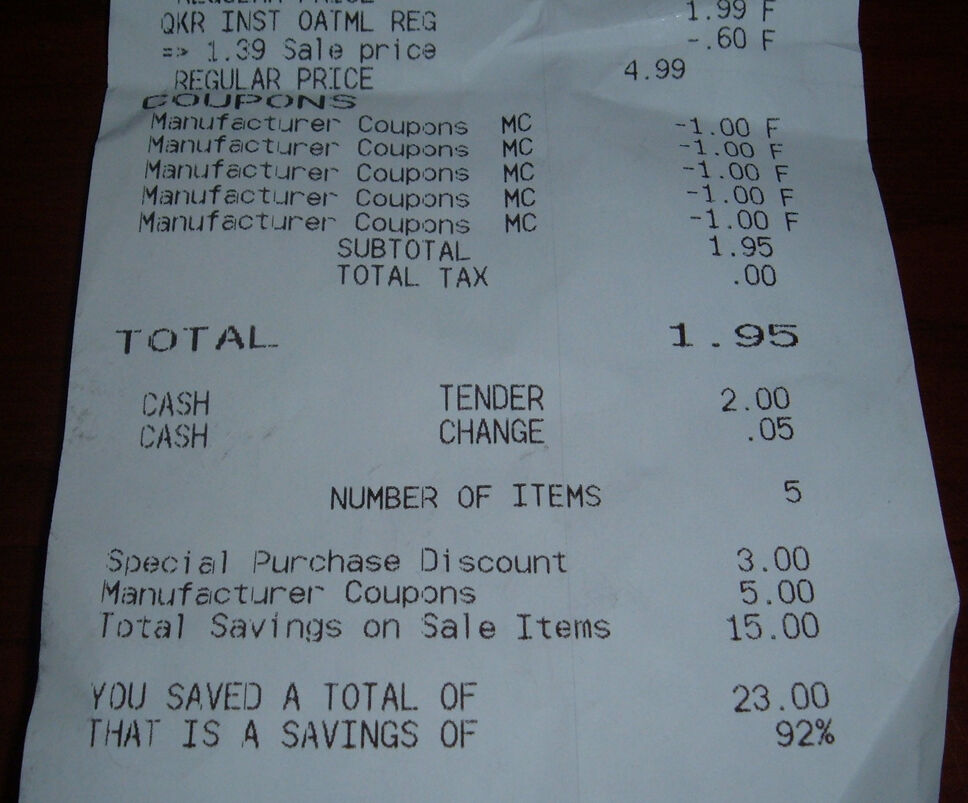 REGULAR PRICE
QKR INST OATML REG 1.99 F
=> 1.39 Sale price -.60 F
REGULAR PRICE 4.99
COUPONS
Manufacturer Coupons MC -1.00 F
Manufacturer Coupons MC -1.00 F
Manufacturer Coupons MC -1.00 F
Manufacturer Coupons MC -1.00 F
Manufacturer Coupons MC -1.00 F
SUBTOTAL 1.95
TOTAL TAX .00
TOTAL 1.95
CASH TENDER 2.00
CASH CHANGE .05
NUMBER OF ITEMS 5
Special Purchase Discount 3.00
Manufacturer Coupons 5.00
Total Savings on Sale Items 15.00
YOU SAVED A TOTAL OF 23.00
THAT IS A SAVINGS OF 92%